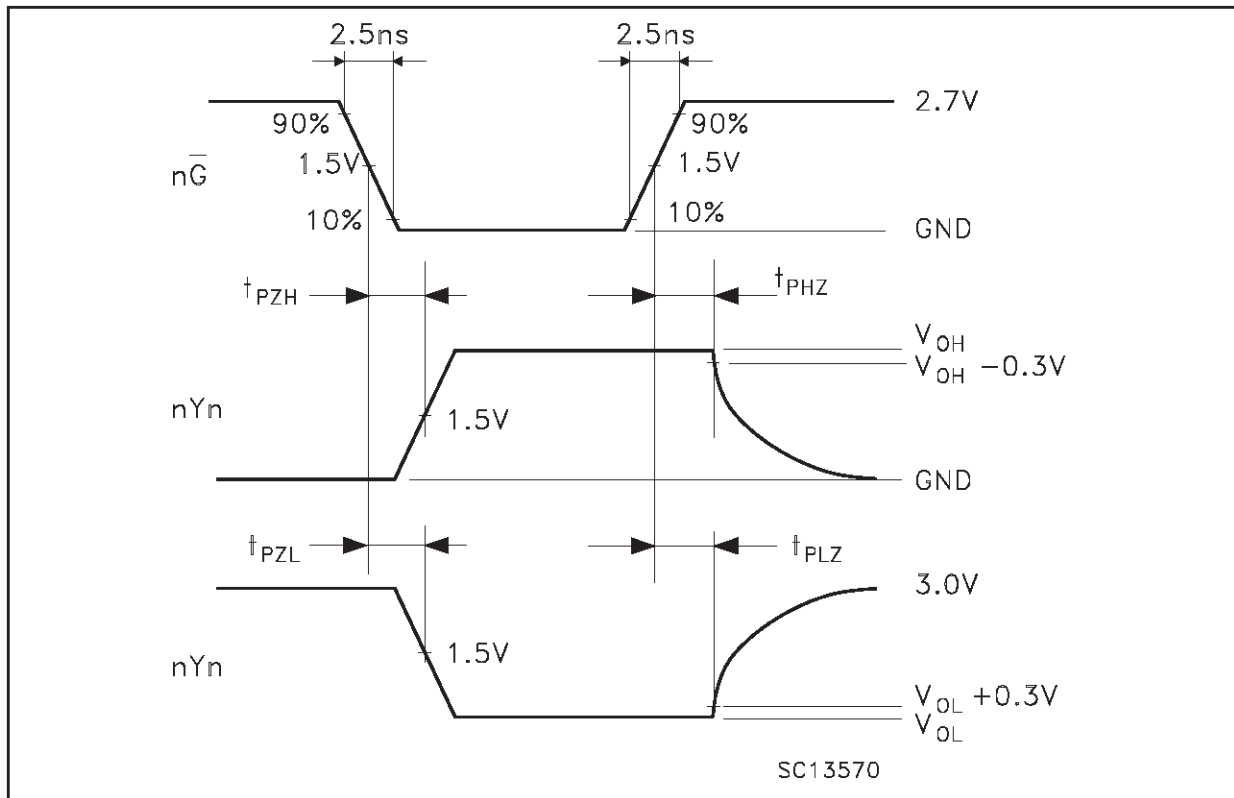 2.5ns 2.5ns
2.7V
90% 90%
1.5V 1.5V
nG̅
10% 10%
GND
tPZH tPHZ
VOH
VOH −0.3V
nYn
1.5V
GND
tPZL tPLZ
3.0V
1.5V
nYn
VOL +0.3V
VOL
SC13570